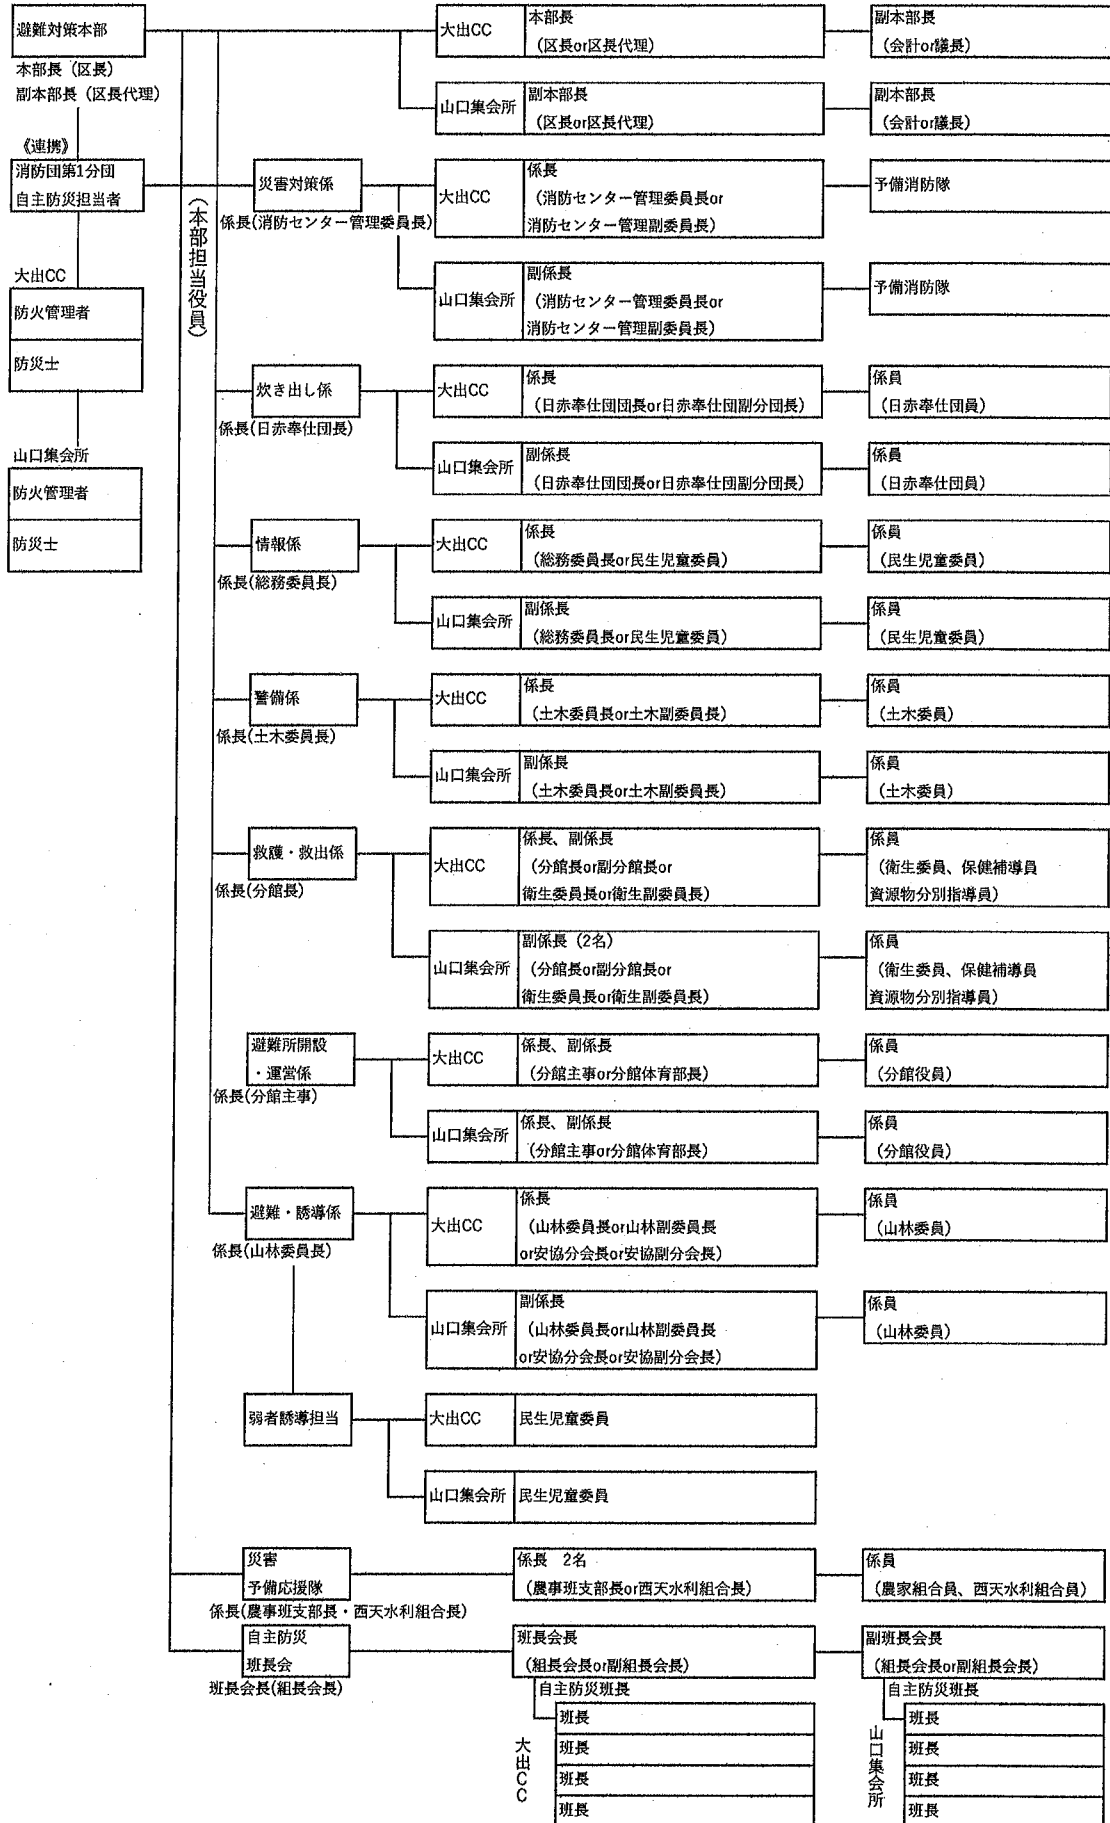 避難対策本部
本部長（区長）
副本部長（区長代理）
《連携》
消防団第1分団
自主防災担当者
大出CC
防火管理者
防災士
山口集会所
防火管理者
防災士
（本部担当役員）
大出CC
本部長
（区長or区長代理）
副本部長
（会計or議長）
山口集会所
副本部長
（区長or区長代理）
副本部長
（会計or議長）
災害対策係
係長(消防センター管理委員長)
大出CC
係長
（消防センター管理委員長or
消防センター管理副委員長）
予備消防隊
山口集会所
副係長
（消防センター管理委員長or
消防センター管理副委員長）
予備消防隊
炊き出し係
係長(日赤奉仕団長)
大出CC
係長
（日赤奉仕団団長or日赤奉仕団副分団長）
係員
（日赤奉仕団員）
山口集会所
副係長
（日赤奉仕団団長or日赤奉仕団副分団長）
係員
（日赤奉仕団員）
情報係
係長(総務委員長)
大出CC
係長
（総務委員長or民生児童委員）
係員
（民生児童委員）
山口集会所
副係長
（総務委員長or民生児童委員）
係員
（民生児童委員）
警備係
係長(土木委員長)
大出CC
係長
（土木委員長or土木副委員長）
係員
（土木委員）
山口集会所
副係長
（土木委員長or土木副委員長）
係員
（土木委員）
救護・救出係
係長(分館長)
大出CC
係長、副係長
（分館長or副分館長or
衛生委員長or衛生副委員長）
係員
（衛生委員、保健補導員
資源物分別指導員）
山口集会所
副係長（2名）
（分館長or副分館長or
衛生委員長or衛生副委員長）
係員
（衛生委員、保健補導員
資源物分別指導員）
避難所開設
・運営係
係長(分館主事)
大出CC
係長、副係長
（分館主事or分館体育部長）
係員
（分館役員）
山口集会所
係長、副係長
（分館主事or分館体育部長）
係員
（分館役員）
避難・誘導係
係長(山林委員長)
大出CC
係長
（山林委員長or山林副委員長
or安協分会長or安協副分会長）
係員
（山林委員）
山口集会所
副係長
（山林委員長or山林副委員長
or安協分会長or安協副分会長）
係員
（山林委員）
弱者誘導担当
大出CC
民生児童委員
山口集会所
民生児童委員
災害
予備応援隊
係長(農事班支部長・西天水利組合長)
係長　2名
（農事班支部長or西天水利組合長）
係員
（農家組合員、西天水利組合員）
自主防災
班長会
班長会長(組長会長)
班長会長
（組長会長or副組長会長）
副班長会長
（組長会長or副組長会長）
自主防災班長
大出CC
班長
班長
班長
班長
自主防災班長
山口集会所
班長
班長
班長
班長